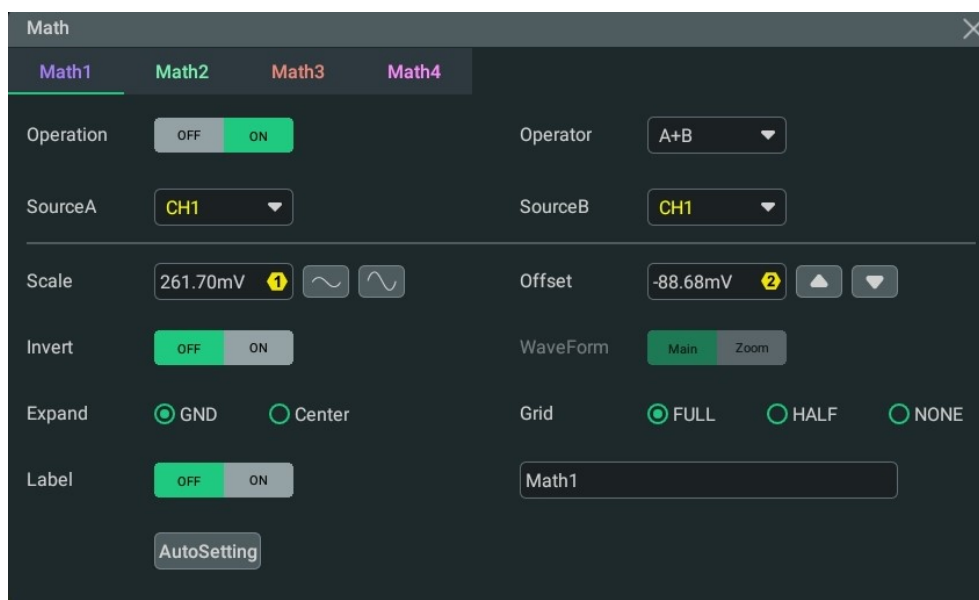 Math
Math1 Math2 Math3 Math4
Operation OFF ON Operator A+B
SourceA CH1 SourceB CH1
Scale 261.70mV 1 Offset -88.68mV 2
Invert OFF ON WaveForm Main Zoom
Expand GND Center Grid FULL HALF NONE
Label OFF ON Math1
AutoSetting